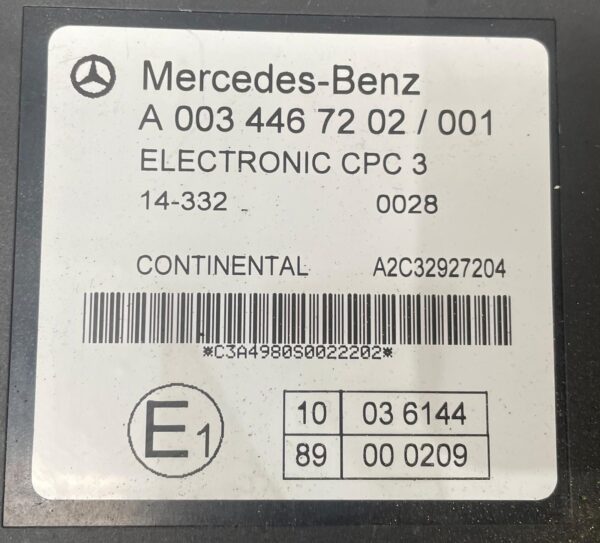 Mercedes-Benz
A 003 446 72 02 / 001
ELECTRONIC CPC 3
14-332 0028
CONTINENTAL A2C32927204
*C3A4980S0022202*
E1
10 03 6144
89 00 0209